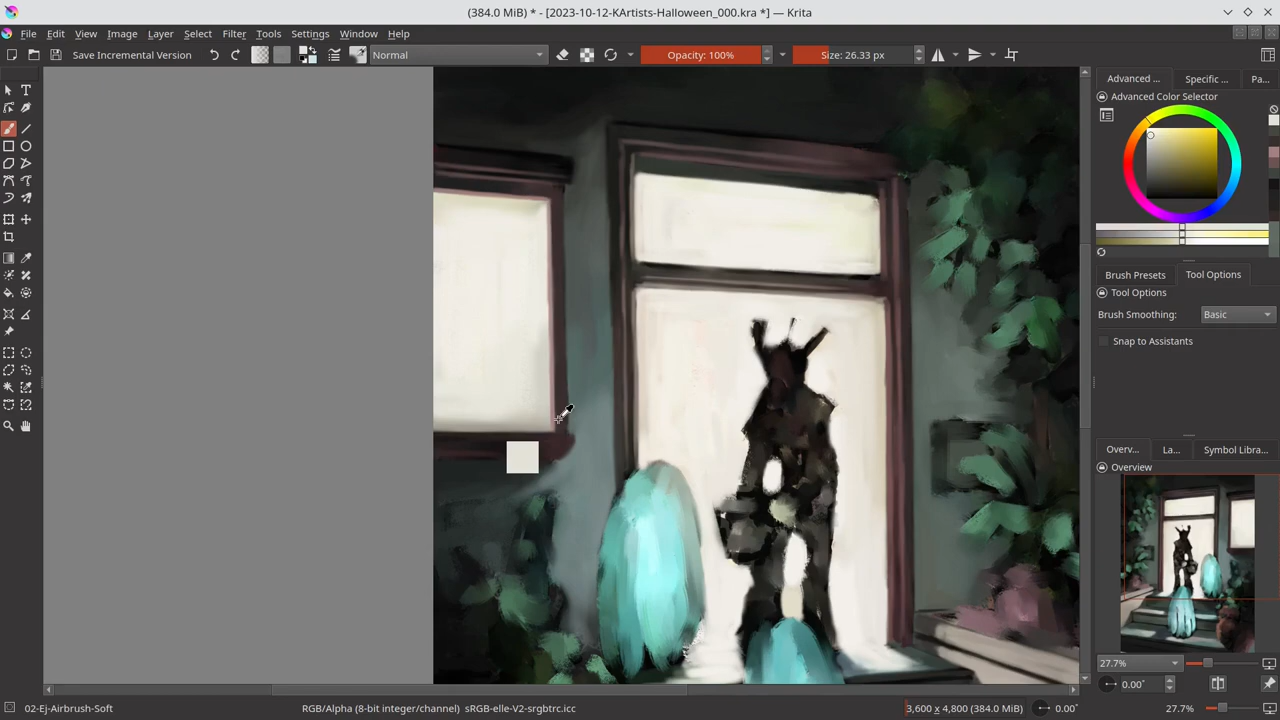 (384.0 MiB) * - [2023-10-12-KArtists-Halloween_000.kra *] — Krita
File Edit View Image Layer Select Filter Tools Settings Window Help
Save Incremental Version Normal Opacity: 100% Size: 26.33 px
Advanced ... Specific ... Pa...
Advanced Color Selector
Brush Presets Tool Options
Tool Options
Brush Smoothing: Basic
Snap to Assistants
Overv... La... Symbol Libra...
Overview
27.7%
0.00°
02-Ej-Airbrush-Soft RGB/Alpha (8-bit integer/channel) sRGB-elle-V2-srgbtrc.icc 3,600 x 4,800 (384.0 MiB) 0.00° 27.7%